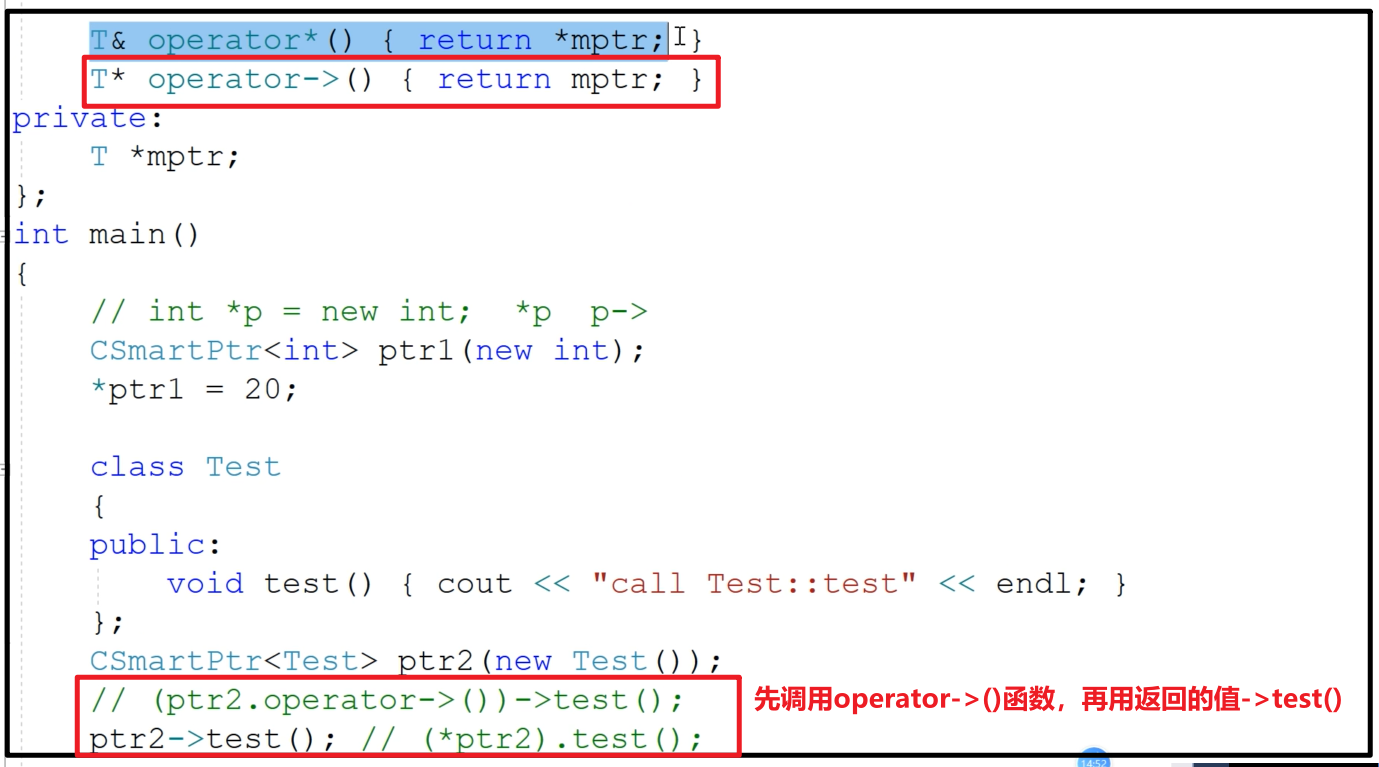 T& operator*() { return *mptr; }
T* operator->() { return mptr; }
private:
T *mptr;
};
int main()
{
// int *p = new int;  *p  p->
CSmartPtr<int> ptr1(new int);
*ptr1 = 20;
class Test
{
public:
void test() { cout << "call Test::test" << endl; }
};
CSmartPtr<Test> ptr2(new Test());
// (ptr2.operator->())->test();
先调用operator->()函数，再用返回的值->test()
ptr2->test(); // (*ptr2).test();
14:52